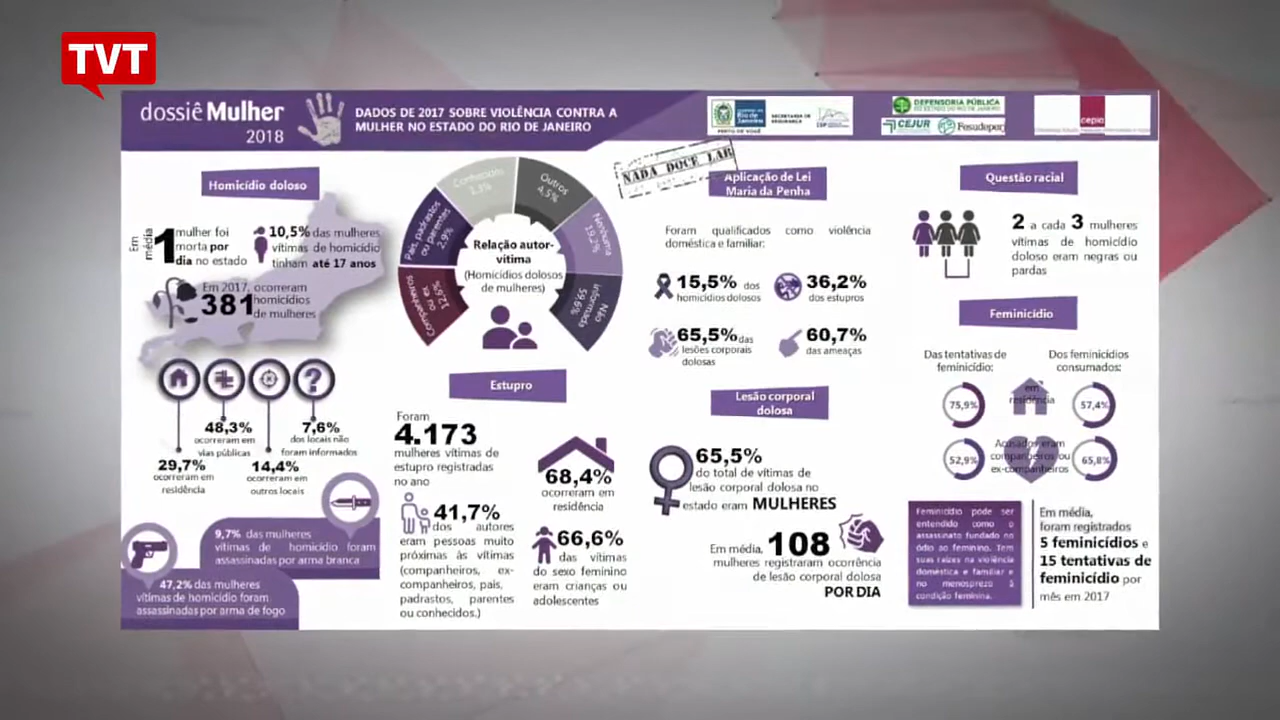 TVT
dossiê Mulher
2018
DADOS DE 2017 SOBRE VIOLÊNCIA CONTRA A
MULHER NO ESTADO DO RIO DE JANEIRO
DEFENSORIA PÚBLICA
CEJUR
Fesudeperj
cepia
Homicídio doloso
Em média
1 mulher foi
morta por
dia no estado
10,5% das mulheres
vítimas de homicídio
tinham até 17 anos
Em 2017, ocorreram
381 homicídios
de mulheres
48,3%
ocorreram em
vias públicas
7,6%
dos locais não
foram informados
29,7%
ocorreram em
residência
14,4%
ocorreram em
outros locais
9,7% das mulheres
vítimas de homicídio foram
assassinadas por arma branca
47,2% das mulheres
vítimas de homicídio foram
assassinadas por arma de fogo
Companheiros
ou ex
12,6%
Pais, padrastos
ou parentes
2,9%
Conhecidos
Outros
4,5%
Nenhuma
19,2%
Não
informada
59,6%
Relação autor-
vítima
(Homicídios dolosos
de mulheres)
Estupro
Foram
4.173
mulheres vítimas de
estupro registradas
no ano
41,7%
dos autores
eram pessoas muito
próximas às vítimas
(companheiros, ex-
companheiros, pais,
padrastos, parentes
ou conhecidos.)
68,4%
ocorreram em
residência
66,6%
das vítimas
do sexo feminino
eram crianças ou
adolescentes
NADA DOCE LAR
Aplicação de Lei
Maria da Penha
Foram qualificados como violência
doméstica e familiar:
15,5% dos
homicídios dolosos
36,2%
dos estupros
65,5% das
lesões corporais
dolosas
60,7%
das ameaças
Lesão corporal
dolosa
65,5%
do total de vítimas de
lesão corporal dolosa no
estado eram MULHERES
Em média, 108
mulheres registraram ocorrência
de lesão corporal dolosa
POR DIA
Questão racial
2 a cada 3 mulheres
vítimas de homicídio
doloso eram negras ou
pardas
Feminicídio
Das tentativas de
feminicídio:
Dos feminicídios
consumados:
75,9%
em
residência
57,4%
52,9%
Acusados eram
companheiros ou
ex-companheiros
65,8%
Feminicídio pode ser
entendido como o
assassinato fundado no
ódio ao feminino. Tem
suas raízes na violência
doméstica e familiar e
no menosprezo à
condição feminina.
Em média,
foram registrados
5 feminicídios e
15 tentativas de
feminicídio por
mês em 2017